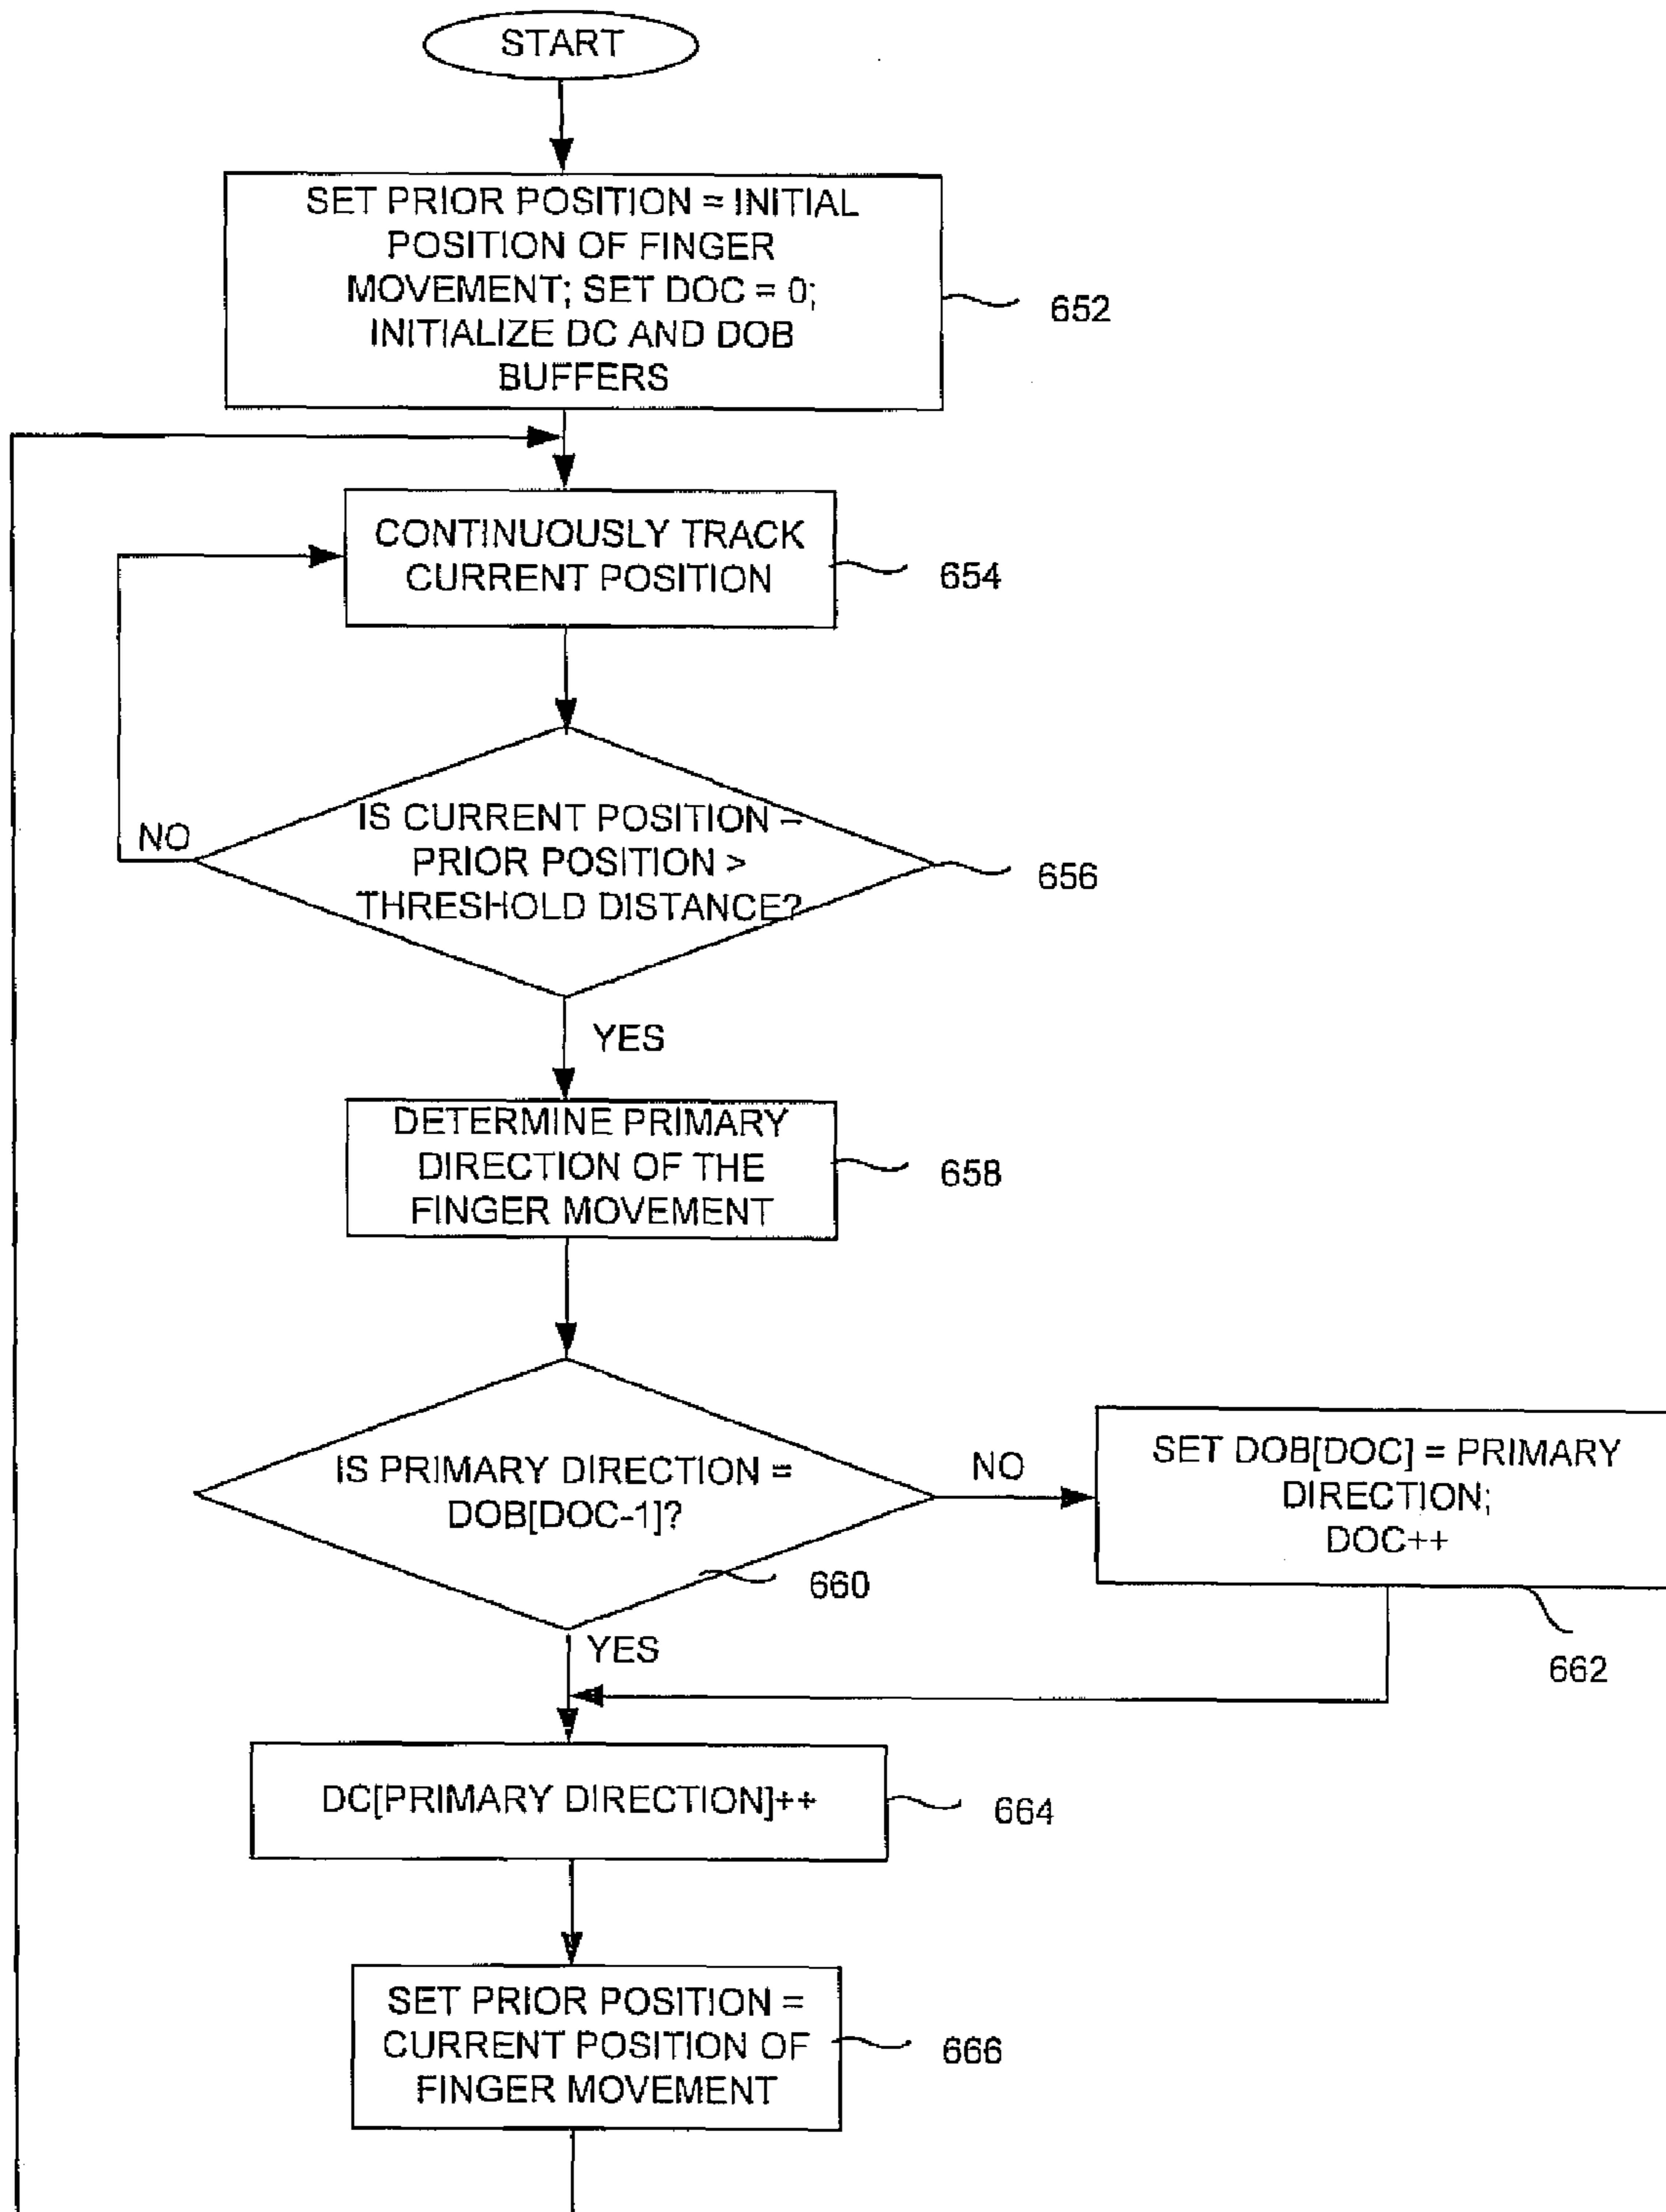 START
SET PRIOR POSITION = INITIAL
POSITION OF FINGER
MOVEMENT; SET DOC = 0;
INITIALIZE DC AND DOB
BUFFERS
652
CONTINUOUSLY TRACK
CURRENT POSITION
654
IS CURRENT POSITION –
PRIOR POSITION >
THRESHOLD DISTANCE?
NO
656
YES
DETERMINE PRIMARY
DIRECTION OF THE
FINGER MOVEMENT
658
IS PRIMARY DIRECTION =
DOB[DOC-1]?
660
NO
SET DOB[DOC] = PRIMARY
DIRECTION;
DOC++
662
YES
DC[PRIMARY DIRECTION]++
664
SET PRIOR POSITION =
CURRENT POSITION OF
FINGER MOVEMENT
666